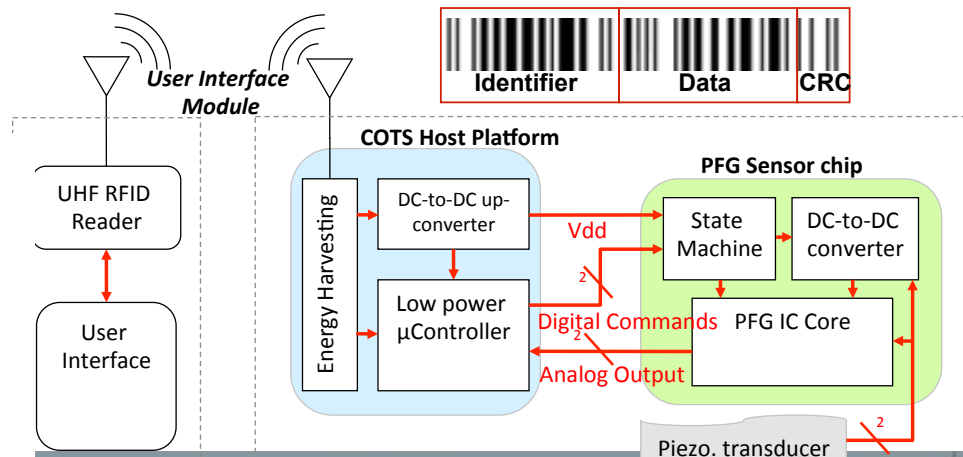 Identifier
Data
CRC
User Interface
Module
COTS Host Platform
PFG Sensor chip
UHF RFID
Reader
Energy Harvesting
DC-to-DC up-
converter
Vdd
State
Machine
DC-to-DC
converter
2
Low power
µController
Digital Commands
PFG IC Core
User
Interface
2
Analog Output
Piezo. transducer
2